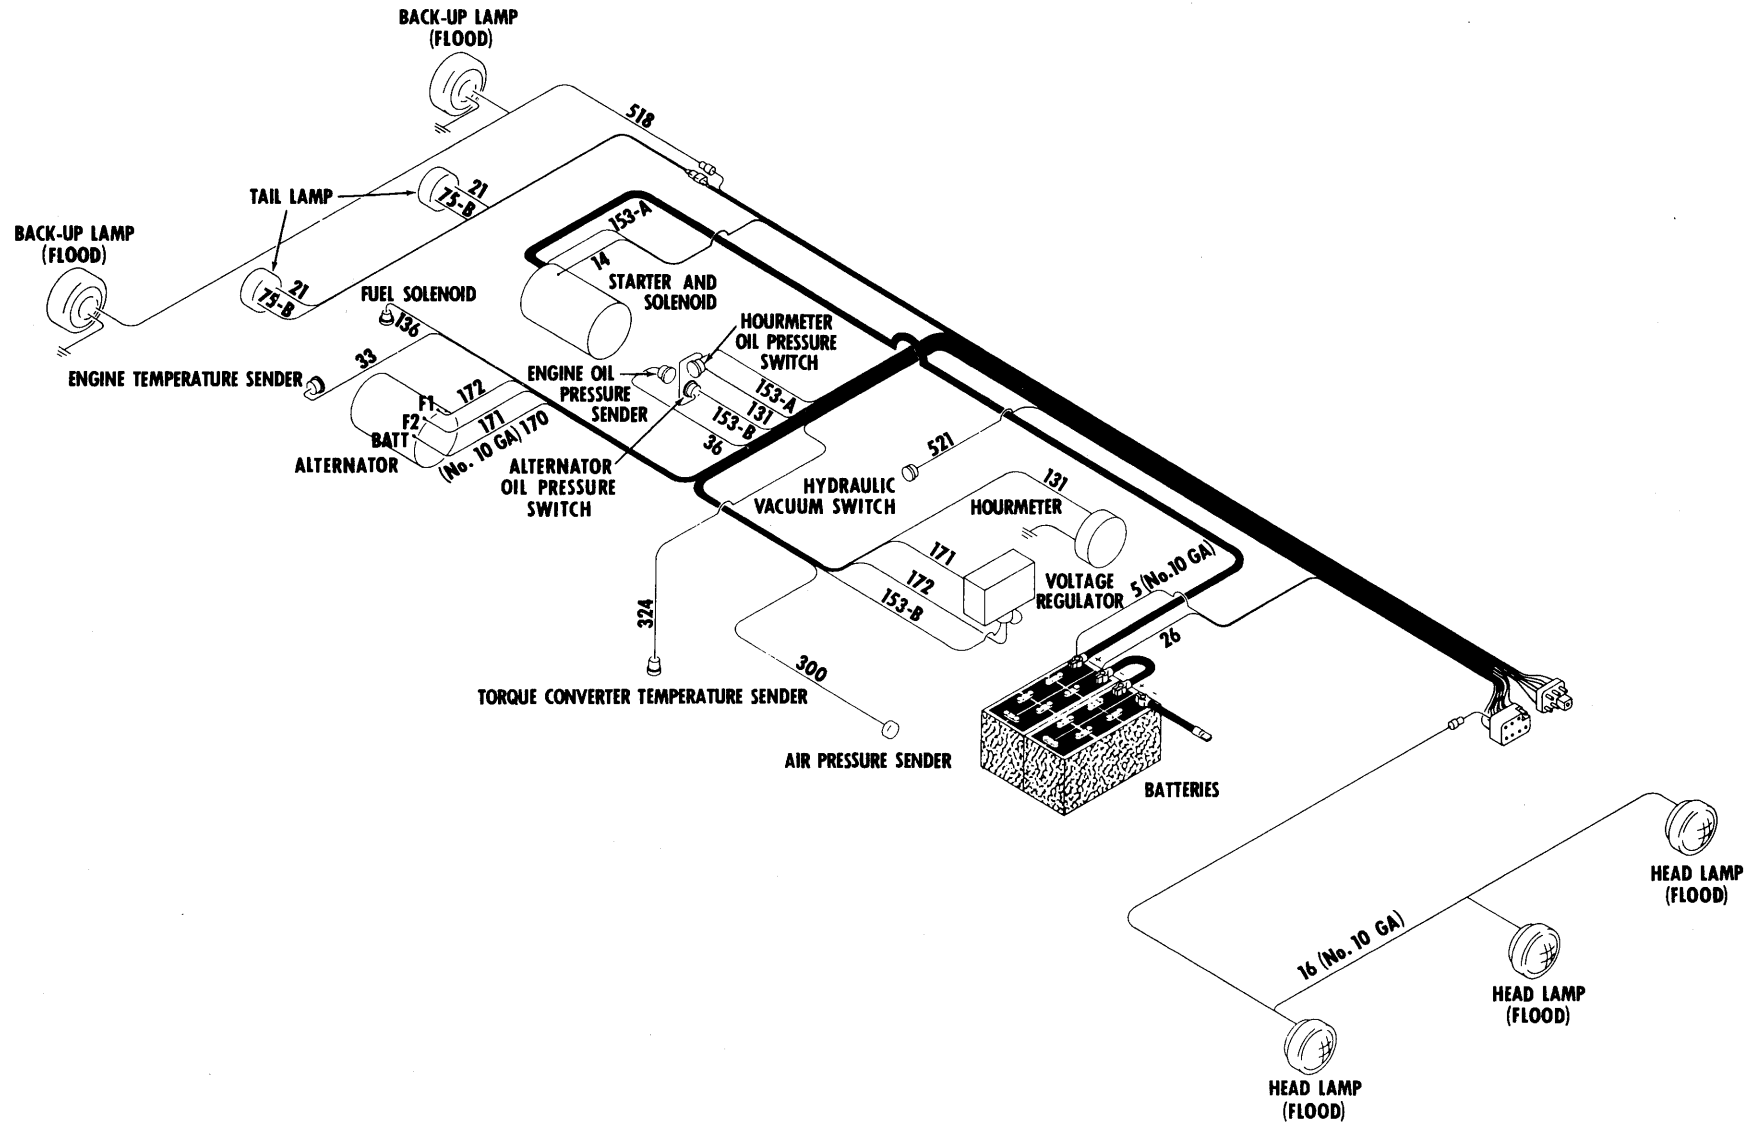 BACK-UP LAMP
(FLOOD)
518
TAIL LAMP
21
75-B
BACK-UP LAMP
(FLOOD)
21
75-B
153-A
14
STARTER AND
SOLENOID
FUEL SOLENOID
136
33
ENGINE TEMPERATURE SENDER
HOURMETER
OIL PRESSURE
SWITCH
ENGINE OIL
PRESSURE
SENDER
153-A
131
153-B
36
F1
172
F2
171
BATT
(No. 10 GA) 170
ALTERNATOR
ALTERNATOR
OIL PRESSURE
SWITCH
521
HYDRAULIC
VACUUM SWITCH
131
HOURMETER
171
172
153-B
VOLTAGE
REGULATOR
5 (No.10 GA)
26
324
TORQUE CONVERTER TEMPERATURE SENDER
300
AIR PRESSURE SENDER
BATTERIES
16 (No. 10 GA)
HEAD LAMP
(FLOOD)
HEAD LAMP
(FLOOD)
HEAD LAMP
(FLOOD)